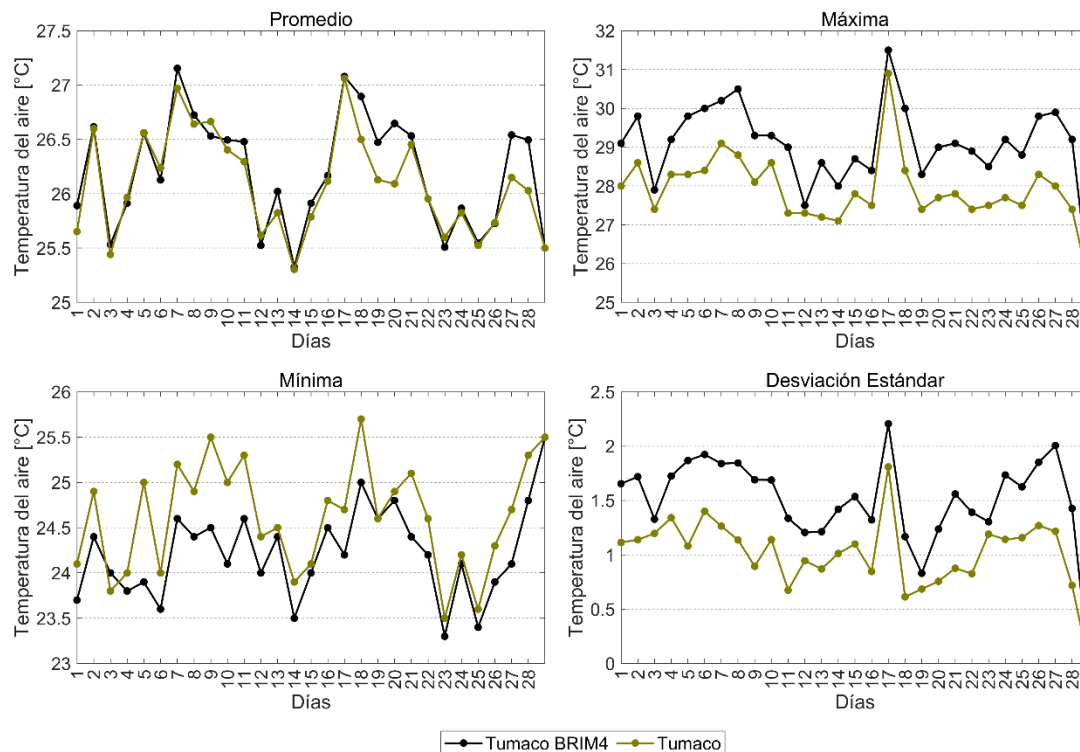 Promedio
Temperatura del aire [°C]
27.5
27
26.5
26
25.5
25
1 2 3 4 5 6 7 8 9 10 11 12 13 14 15 16 17 18 19 20 21 22 23 24 25 26 27 28
Días
Máxima
Temperatura del aire [°C]
32
31
30
29
28
27
26
25
1 2 3 4 5 6 7 8 9 10 11 12 13 14 15 16 17 18 19 20 21 22 23 24 25 26 27 28
Días
Mínima
Temperatura del aire [°C]
26
25.5
25
24.5
24
23.5
23
1 2 3 4 5 6 7 8 9 10 11 12 13 14 15 16 17 18 19 20 21 22 23 24 25 26 27 28
Días
Desviación Estándar
Temperatura del aire [°C]
2.5
2
1.5
1
0.5
0
1 2 3 4 5 6 7 8 9 10 11 12 13 14 15 16 17 18 19 20 21 22 23 24 25 26 27 28
Días
Tumaco BRIM4 Tumaco